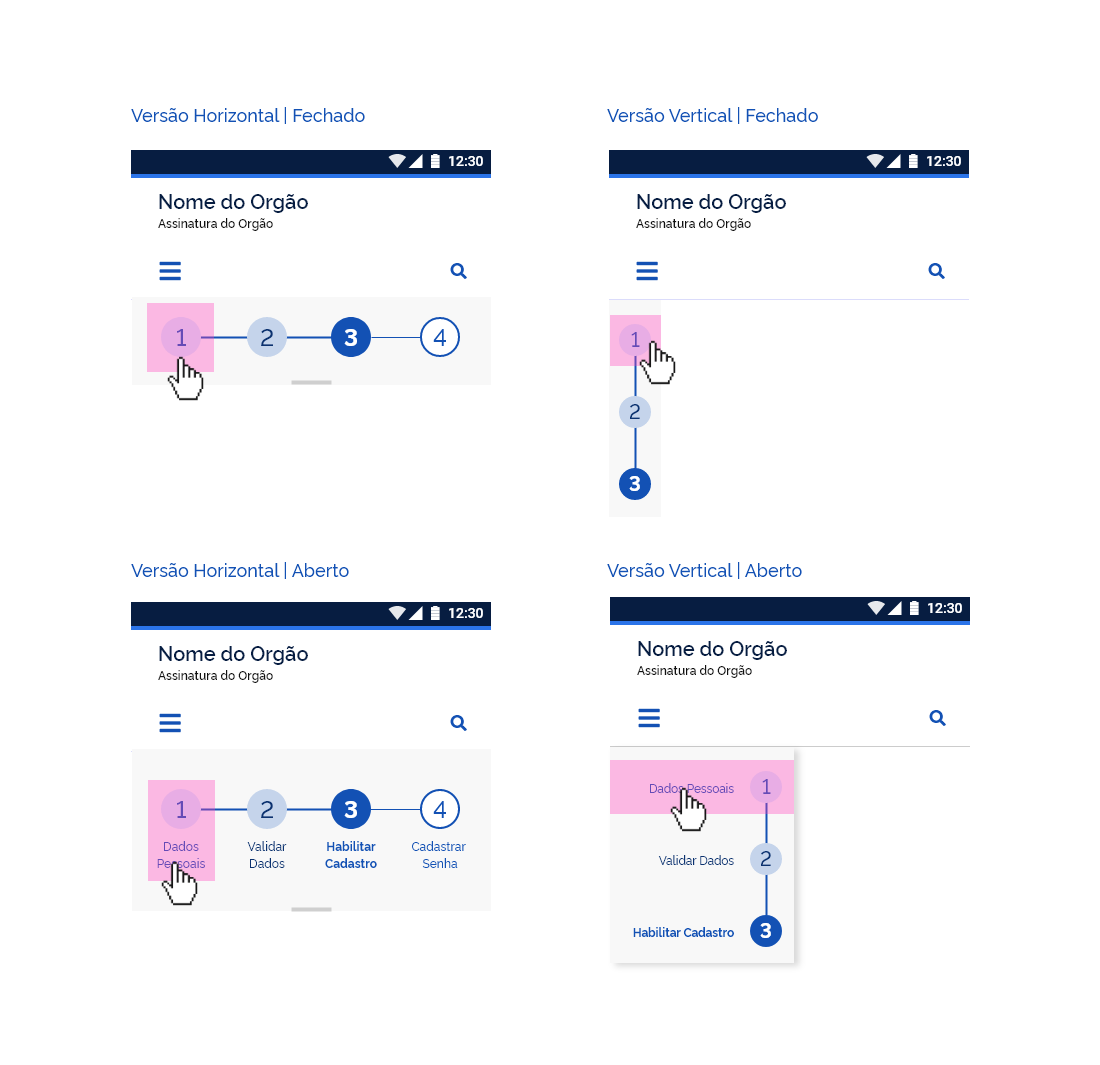 Versão Horizontal | Fechado
12:30
Nome do Orgão
Assinatura do Orgão
1 2 3 4
Versão Vertical | Fechado
12:30
Nome do Orgão
Assinatura do Orgão
1
2
3
Versão Horizontal | Aberto
12:30
Nome do Orgão
Assinatura do Orgão
1 2 3 4
Dados Pessoais
Validar Dados
Habilitar Cadastro
Cadastrar Senha
Versão Vertical | Aberto
12:30
Nome do Orgão
Assinatura do Orgão
Dados Pessoais 1
Validar Dados 2
Habilitar Cadastro 3